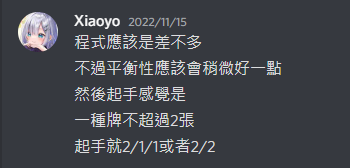 Xiaoyo 2022/11/15
程式應該是差不多
不過平衡性應該會稍微好一點
然後起手感覺是
一種牌不超過2張
起手就2/1/1或者2/2